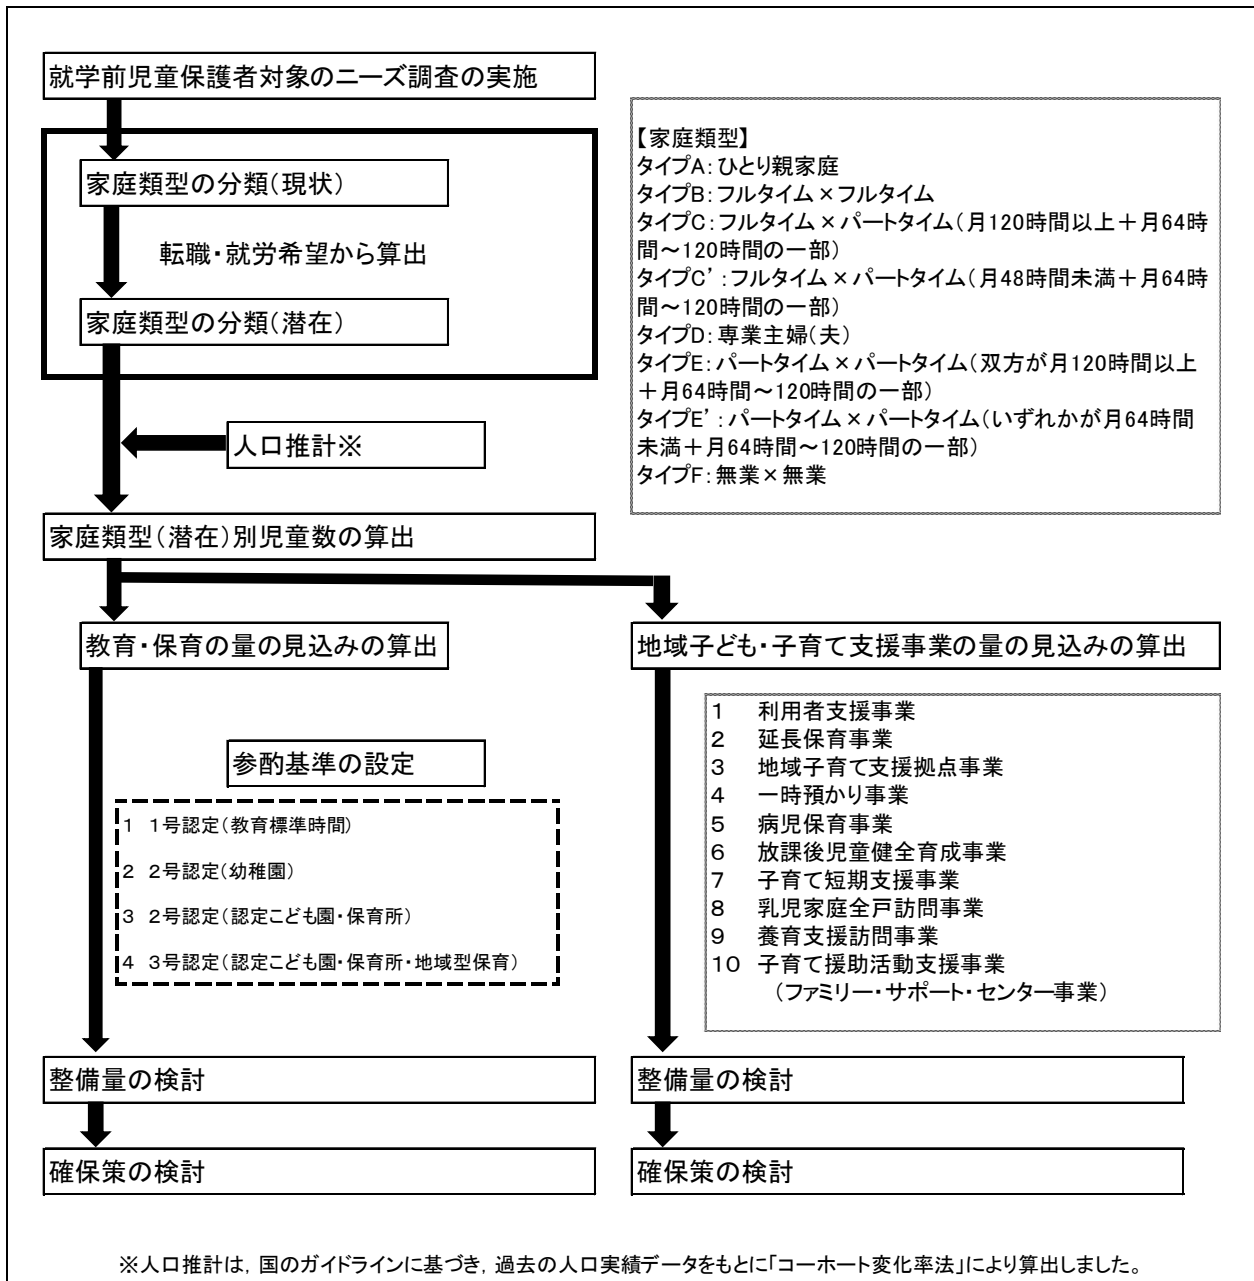 就学前児童保護者対象のニーズ調査の実施
家庭類型の分類(現状)
転職・就労希望から算出
家庭類型の分類(潜在)
人口推計※
【家庭類型】
タイプA:ひとり親家庭
タイプB:フルタイム×フルタイム
タイプC:フルタイム×パートタイム(月120時間以上+月64時
間~120時間の一部)
タイプC’:フルタイム×パートタイム(月48時間未満+月64時
間~120時間の一部)
タイプD:専業主婦(夫)
タイプE:パートタイム×パートタイム(双方が月120時間以上
+月64時間~120時間の一部)
タイプE’:パートタイム×パートタイム(いずれかが月64時間
未満+月64時間~120時間の一部)
タイプF:無業×無業
家庭類型(潜在)別児童数の算出
教育・保育の量の見込みの算出
参酌基準の設定
1 1号認定(教育標準時間)
2 2号認定(幼稚園)
3 2号認定(認定こども園・保育所)
4 3号認定(認定こども園・保育所・地域型保育)
整備量の検討
確保策の検討
地域子ども・子育て支援事業の量の見込みの算出
1 利用者支援事業
2 延長保育事業
3 地域子育て支援拠点事業
4 一時預かり事業
5 病児保育事業
6 放課後児童健全育成事業
7 子育て短期支援事業
8 乳児家庭全戸訪問事業
9 養育支援訪問事業
10 子育て援助活動支援事業
(ファミリー・サポート・センター事業)
整備量の検討
確保策の検討
※人口推計は,国のガイドラインに基づき,過去の人口実績データをもとに「コーホート変化率法」により算出しました。